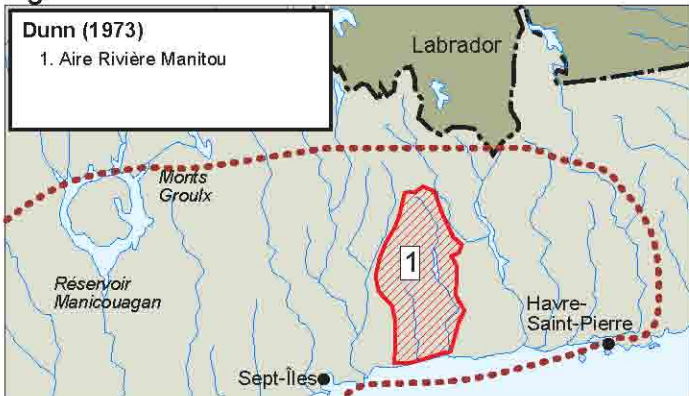 Dunn (1973)
1. Aire Rivière Manitou
Labrador
Monts
Groulx
Réservoir
Manicouagan
1
Havre-
Saint-Pierre
Sept-Îles